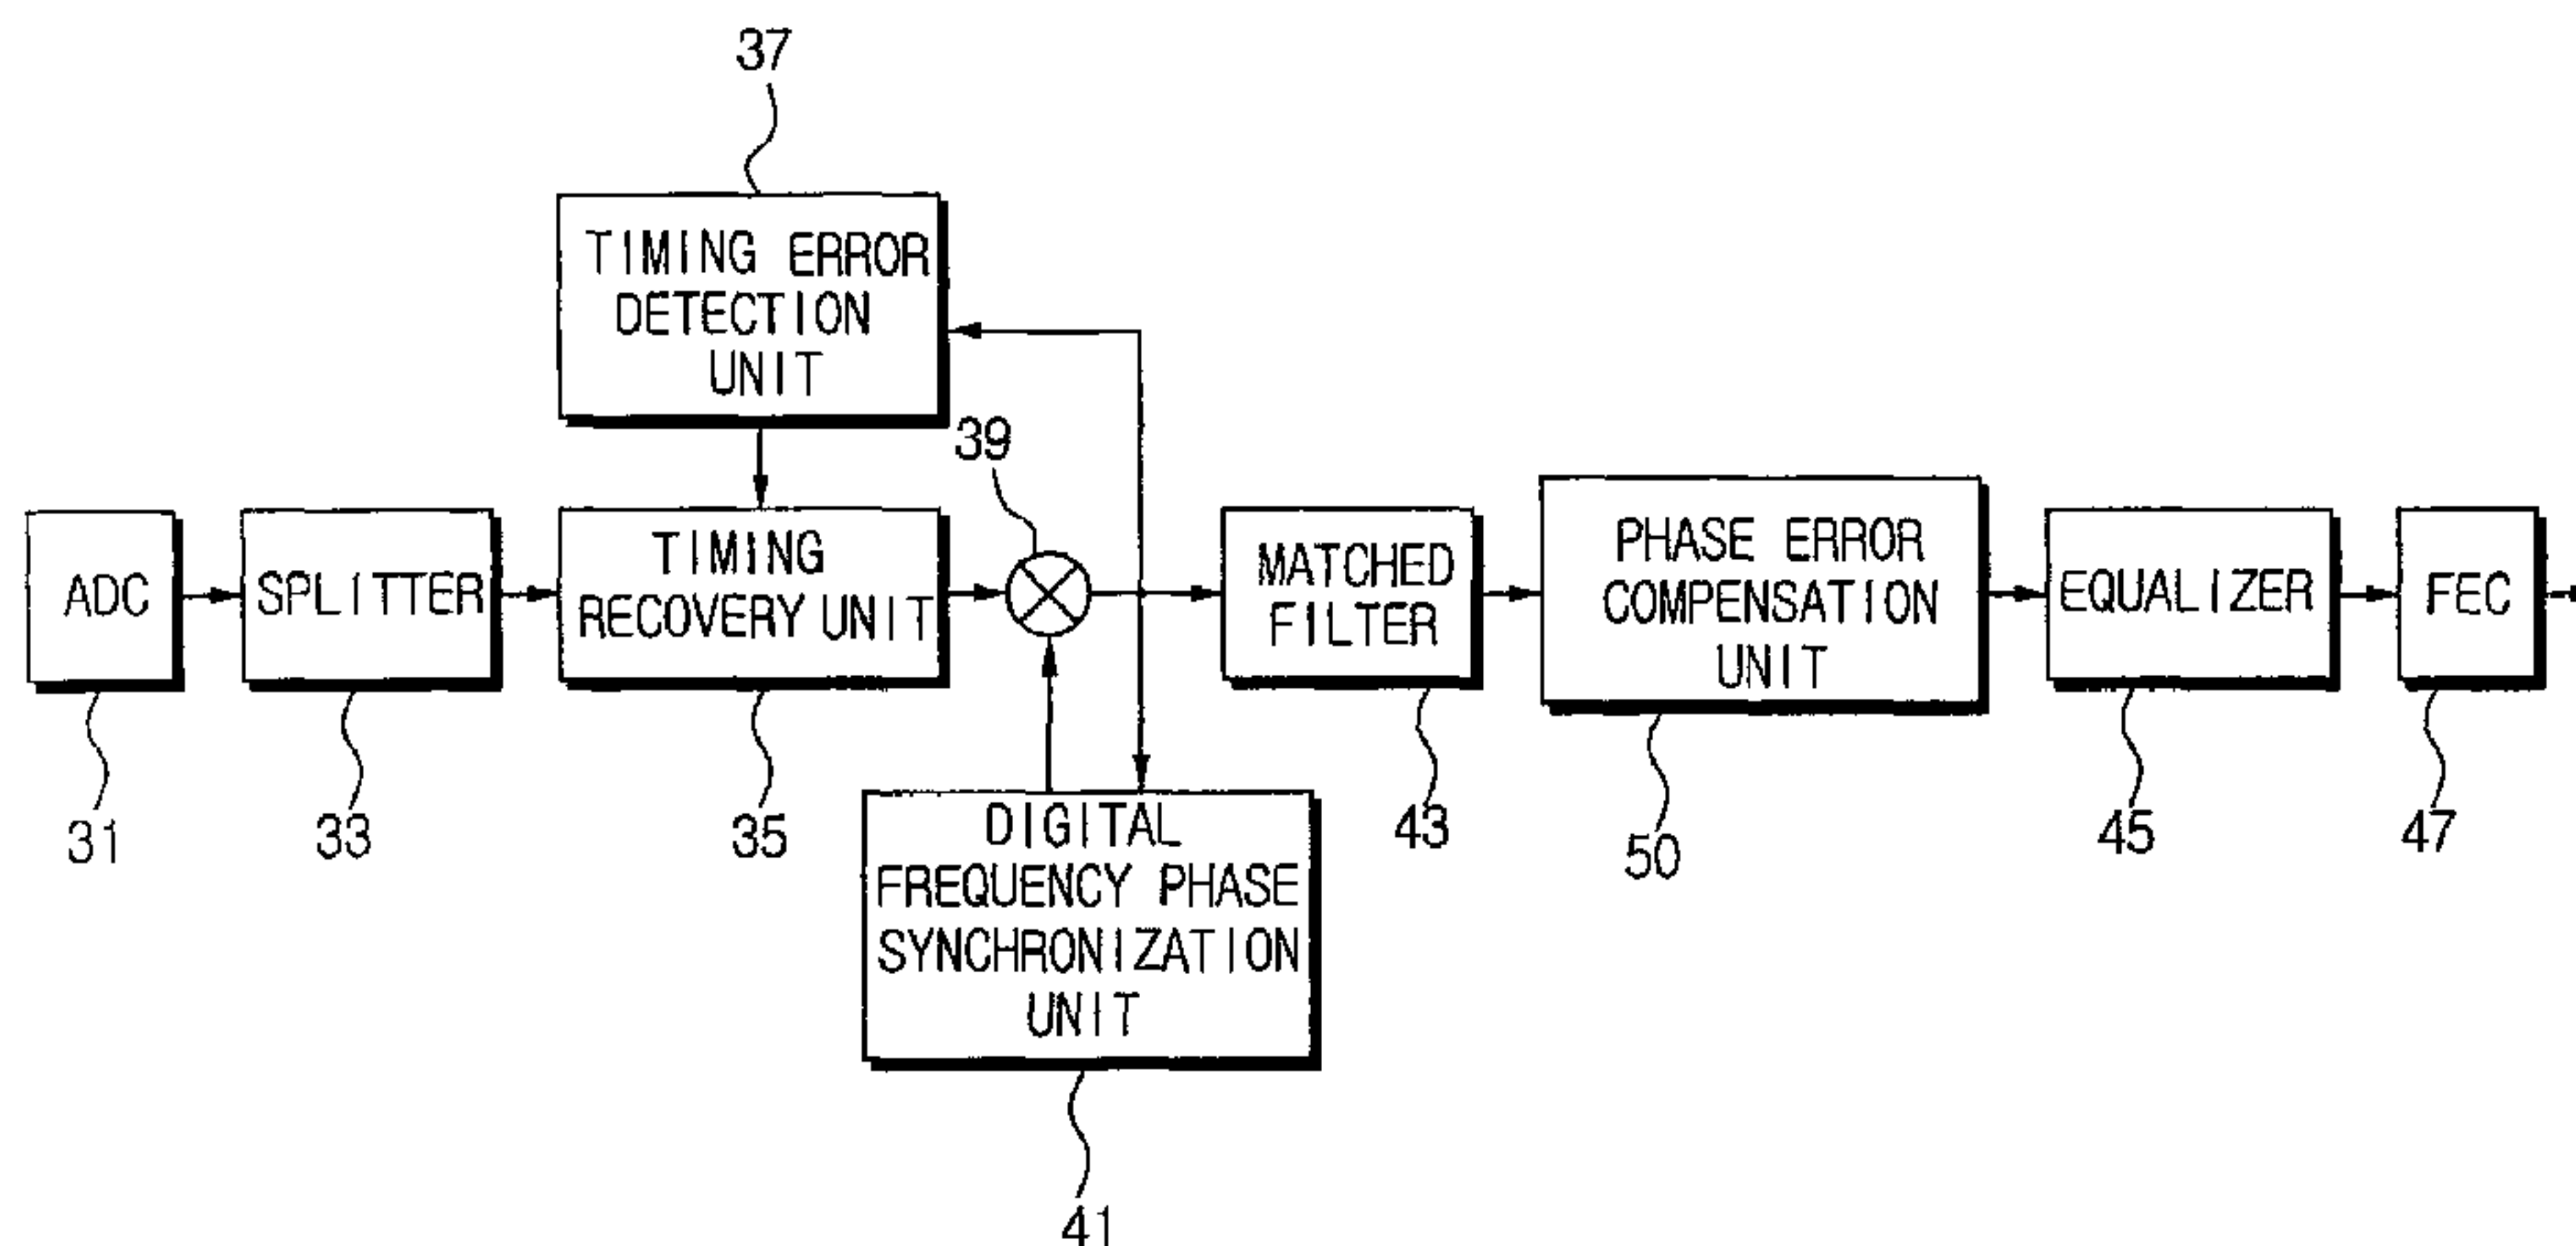 37
TIMING ERROR
DETECTION
UNIT
39
ADC
SPLITTER
TIMING
RECOVERY UNIT
MATCHED
FILTER
PHASE ERROR
COMPENSATION
UNIT
EQUALIZER
FEC
31
33
35
43
50
45
47
DIGITAL
FREQUENCY PHASE
SYNCHRONIZATION
UNIT
41